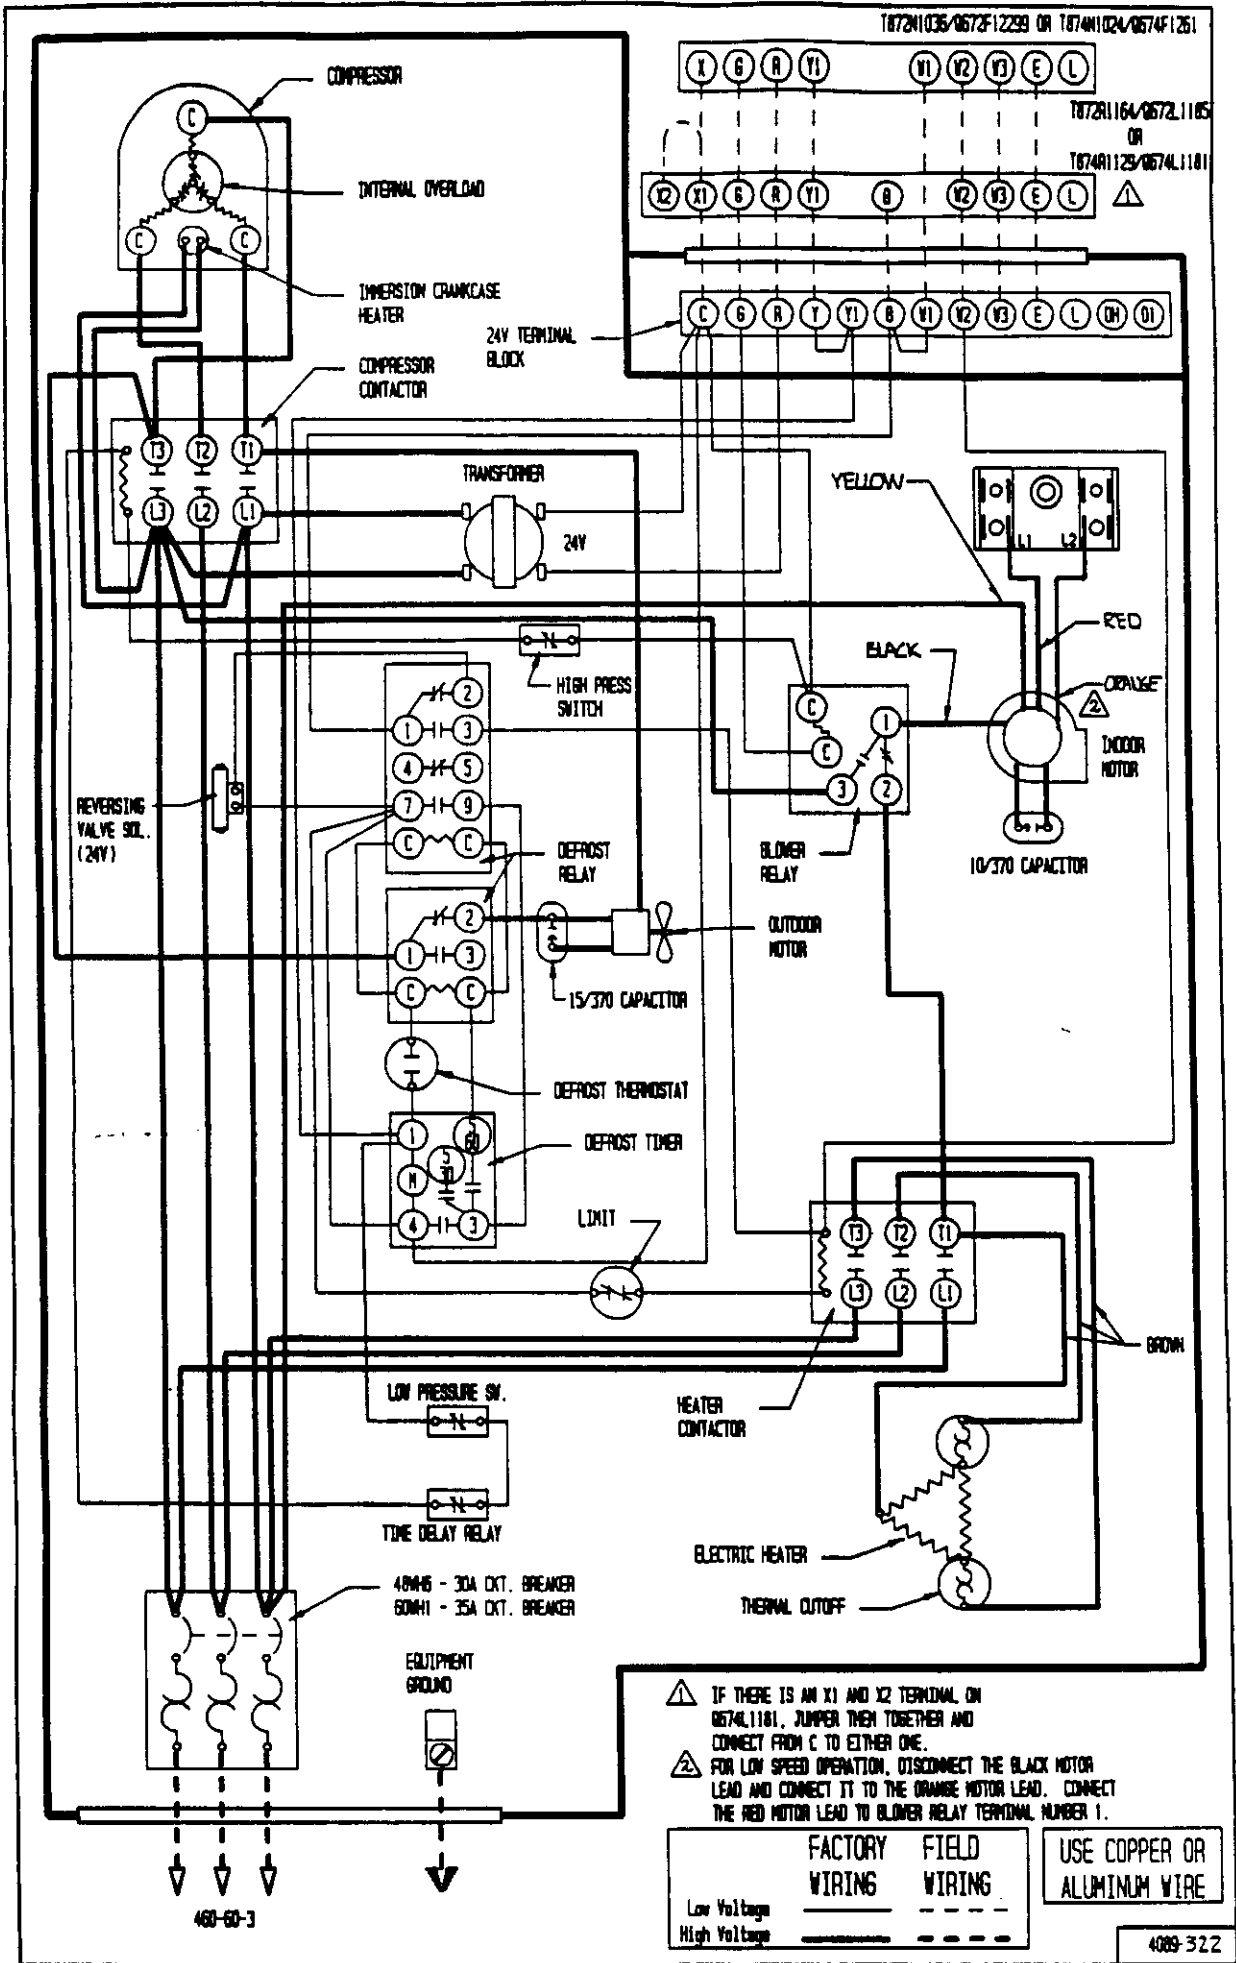 T872N1036/Q672F12299 OR T874N1024/Q674F1261
X G R Y1 W1 W2 W3 E L
T872R1164/Q672L1185
OR
T874R1129/Q674L1181
X2 X1 G R Y1 B W2 W3 E L
1
COMPRESSOR
C
INTERNAL OVERLOAD
C C
IMMERSION CRANKCASE
HEATER
24V TERMINAL
BLOCK
C G R Y Y1 B W1 W2 W3 E L OH O1
COMPRESSOR
CONTACTOR
T3 T2 T1
L3 L2 L1
TRANSFORMER
24V
YELLOW
L1 L2
RED
BLACK
ORANGE
2
INDOOR
MOTOR
10/370 CAPACITOR
HIGH PRESS
SWITCH
C
C
1
3 2
BLOWER
RELAY
REVERSING
VALVE SOL.
(24V)
2
1 3
4 5
7 9
C C
DEFROST
RELAY
2
1 3
C C
OUTDOOR
MOTOR
15/370 CAPACITOR
DEFROST THERMOSTAT
DEFROST TIMER
1 5 60
5 30
M
4 3
LIMIT
T3 T2 T1
L3 L2 L1
BROWN
HEATER
CONTACTOR
LOW PRESSURE SW.
TIME DELAY RELAY
ELECTRIC HEATER
THERMAL CUTOFF
48WH6 - 30A CKT. BREAKER
60WH1 - 35A CKT. BREAKER
EQUIPMENT
GROUND
1 IF THERE IS AN X1 AND X2 TERMINAL ON
Q674L1181, JUMPER THEM TOGETHER AND
CONNECT FROM C TO EITHER ONE.
2 FOR LOW SPEED OPERATION, DISCONNECT THE BLACK MOTOR
LEAD AND CONNECT IT TO THE ORANGE MOTOR LEAD. CONNECT
THE RED MOTOR LEAD TO BLOWER RELAY TERMINAL NUMBER 1.
FACTORY FIELD
WIRING WIRING
Low Voltage
High Voltage
USE COPPER OR
ALUMINUM WIRE
460-60-3
4089-322